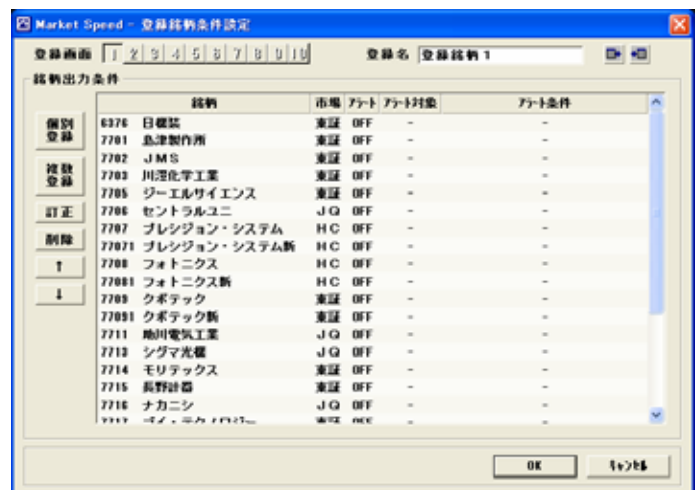 Market Speed - 登録銘柄条件設定
登録画面 1 2 3 4 5 6 7 8 9 10 登録名 登録銘柄 1
銘柄出力条件
銘柄 市場 アラート アラート対象 アラート条件
個別登録
複数登録
訂正
削除
↑
↓
6376 日機装 東証 OFF - -
7701 島津製作所 東証 OFF - -
7702 JMS 東証 OFF - -
7703 川澄化学工業 東証 OFF - -
7705 ジーエルサイエンス 東証 OFF - -
7706 セントラルユニ JQ OFF - -
7707 プレシジョン・システム HC OFF - -
77071 プレシジョン・システム新 HC OFF - -
7708 フォトニクス HC OFF - -
77081 フォトニクス新 HC OFF - -
7709 クボテック 東証 OFF - -
77091 クボテック新 東証 OFF - -
7711 助川電気工業 JQ OFF - -
7713 シグマ光機 JQ OFF - -
7714 モリテックス 東証 OFF - -
7715 長野計器 東証 OFF - -
7716 ナカニシ JQ OFF - -
7717 ブイ・テクノロジー 東証 OFF
OK キャンセル